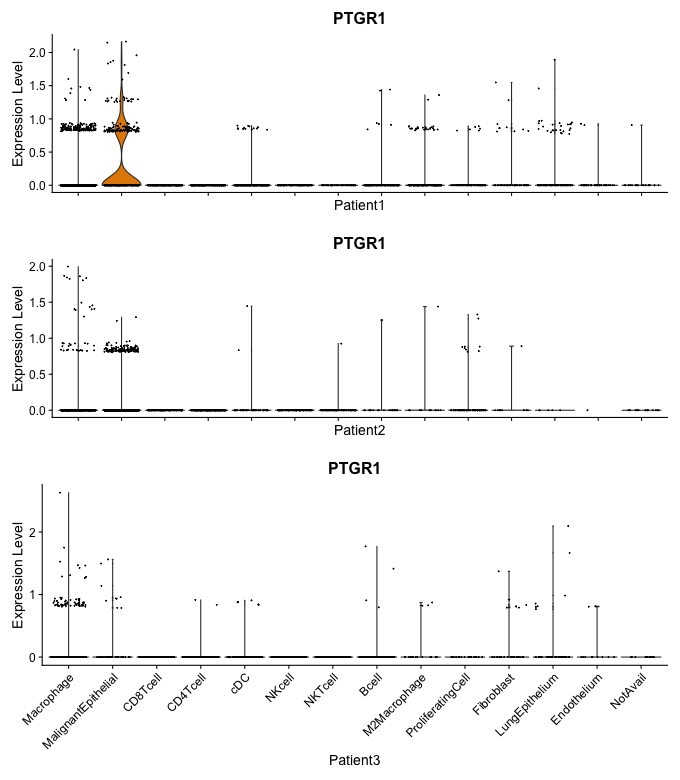 PTGR1
Expression Level
2.0
1.5
1.0
0.5
0.0
Patient1
PTGR1
Expression Level
2.0
1.5
1.0
0.5
0.0
Patient2
PTGR1
Expression Level
2
1
0
Macrophage
MalignantEpithelial
CD8Tcell
CD4Tcell
cDC
NKcell
NKTcell
Bcell
M2Macrophage
ProliferatingCell
Fibroblast
LungEpithelium
Endothelium
NotAvail
Patient3